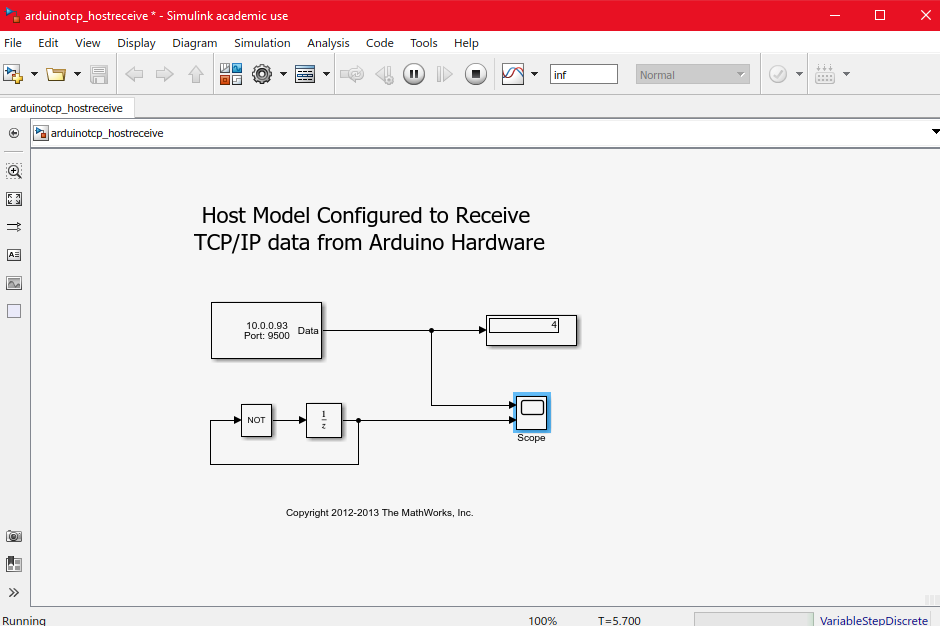 arduinotcp_hostreceive * - Simulink academic use
File Edit View Display Diagram Simulation Analysis Code Tools Help
inf Normal
arduinotcp_hostreceive
arduinotcp_hostreceive
A≡
Host Model Configured to Receive
TCP/IP data from Arduino Hardware
10.0.0.93
Port: 9500
Data
4
NOT
1
z
Scope
Copyright 2012-2013 The MathWorks, Inc.
Running 100% T=5.700 VariableStepDiscrete